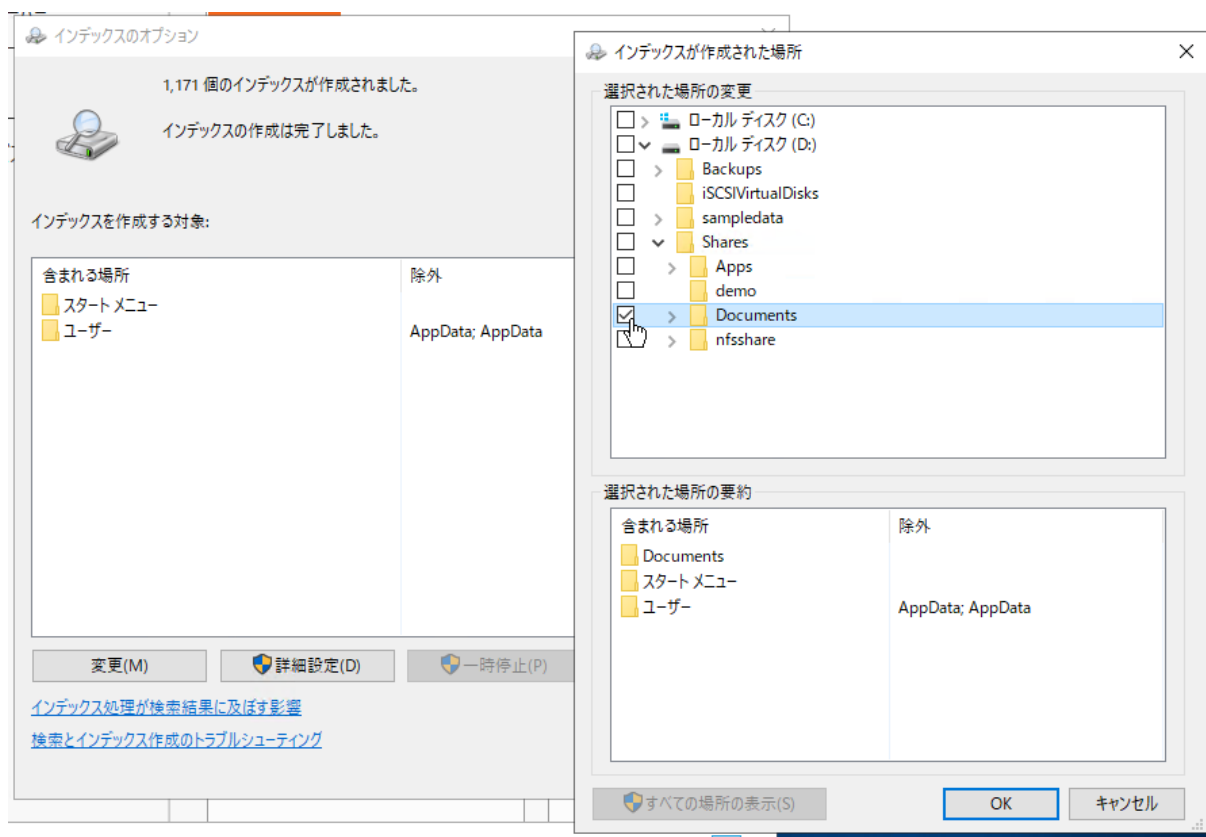 インデックスのオプション
1,171 個のインデックスが作成されました。
インデックスの作成は完了しました。
インデックスを作成する対象:
含まれる場所
除外
スタート メニュー
ユーザー
AppData; AppData
変更(M)
詳細設定(D)
一時停止(P)
インデックス処理が検索結果に及ぼす影響
検索とインデックス作成のトラブルシューティング
インデックスが作成された場所
選択された場所の変更
ローカル ディスク (C:)
ローカル ディスク (D:)
Backups
iSCSIVirtualDisks
sampledata
Shares
Apps
demo
Documents
nfsshare
選択された場所の要約
含まれる場所
除外
Documents
スタート メニュー
ユーザー
AppData; AppData
すべての場所の表示(S)
OK
キャンセル